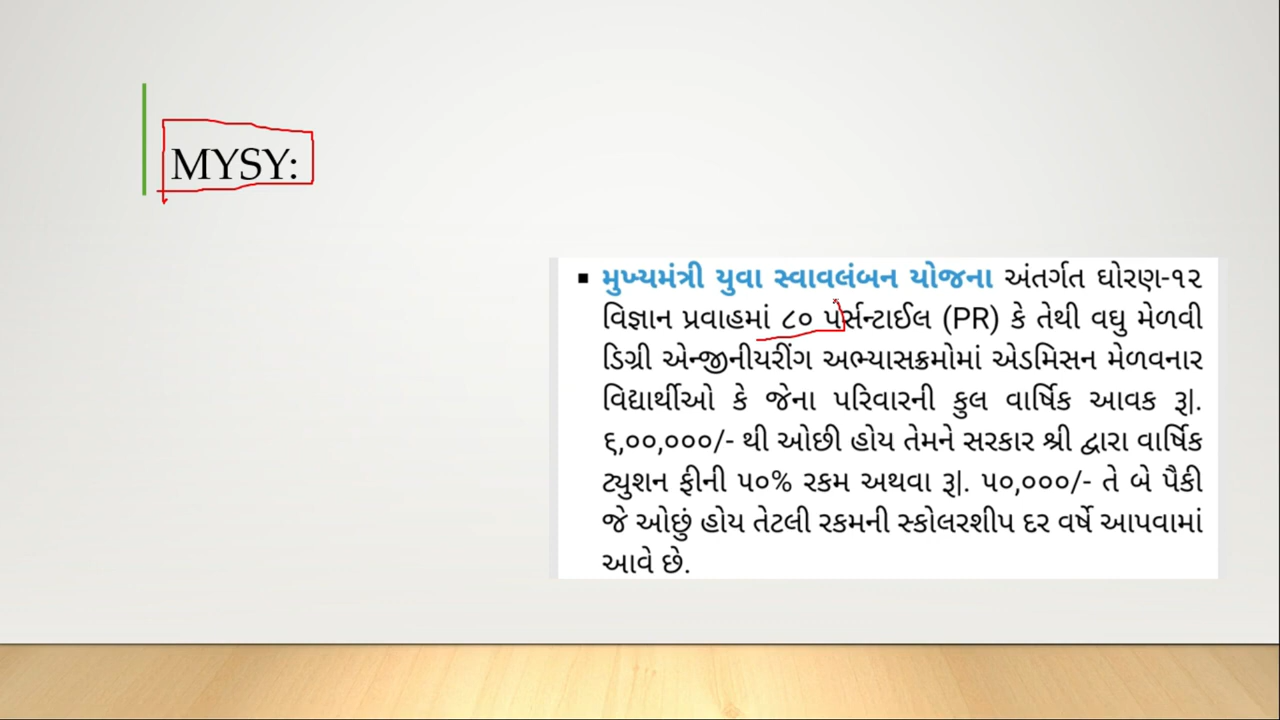 MYSY:
▪ મુખ્યમંત્રી યુવા સ્વાવલંબન યોજના અંતર્ગત ઘોરણ-૧૨
વિજ્ઞાન પ્રવાહમાં ૮૦ પર્સન્ટાઈલ (PR) કે તેથી વઘુ મેળવી
ડિગ્રી એન્જીનીયરીંગ અભ્યાસક્રમોમાં એડમિસન મેળવનાર
વિદ્યાર્થીઓ કે જેના પરિવારની કુલ વાર્ષિક આવક રૂ|.
૬,૦૦,૦૦૦/- થી ઓછી હોય તેમને સરકાર શ્રી દ્વારા વાર્ષિક
ટ્યુશન ફીની ૫૦% રકમ અથવા રૂ|. ૫૦,૦૦૦/- તે બે પૈકી
જે ઓછું હોય તેટલી રકમની સ્કોલરશીપ દર વર્ષે આપવામાં
આવે છે.